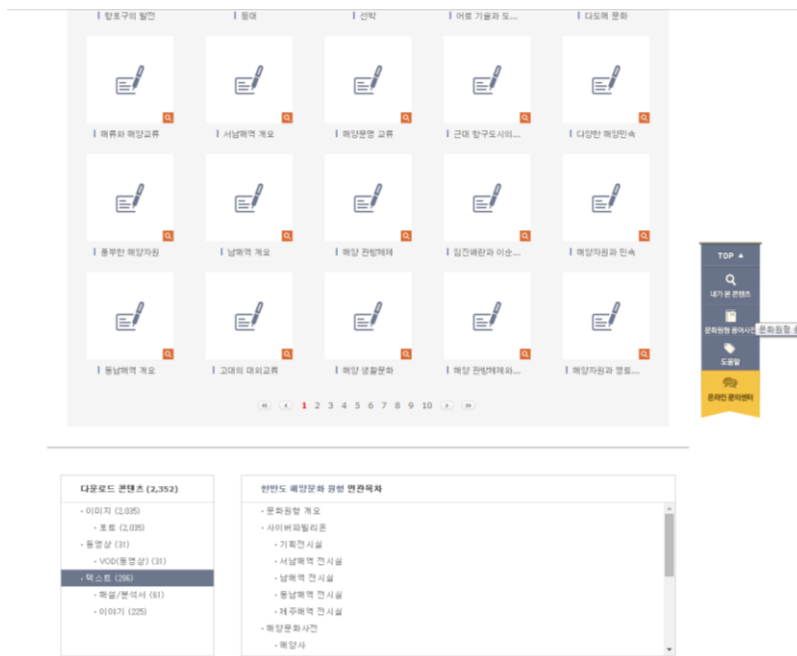 항포구의 발전 등대 선박 어로 기술과 도... 다도해 문화
해류와 해양교류 서남해역 개요 해양문명 교류 근대 항구도시의... 다양한 해양민속
풍부한 해양자원 남해역 개요 해양 관방체제 임진왜란과 이순... 해양자원과 민속
동남해역 개요 고대의 대외교류 해양 생활문화 해양 관방체제와... 해양자원과 영토...
1 2 3 4 5 6 7 8 9 10
TOP ▲
내가 본 콘텐츠
문화원형 용어사전 문화원형 용
도움말
온라인 문의센터
다운로드 콘텐츠 (2,352)
· 이미지 (2,035)
· 포토 (2,035)
· 동영상 (31)
· VOD(동영상) (31)
· 텍스트 (286)
· 해설/분석서 (61)
· 이야기 (225)
한반도 해양문화 원형 연관목차
· 문화원형 개요
· 사이버파빌리온
· 기획전시실
· 서남해역 전시실
· 남해역 전시실
· 동남해역 전시실
· 제주해역 전시실
· 해양문화사전
· 해양사